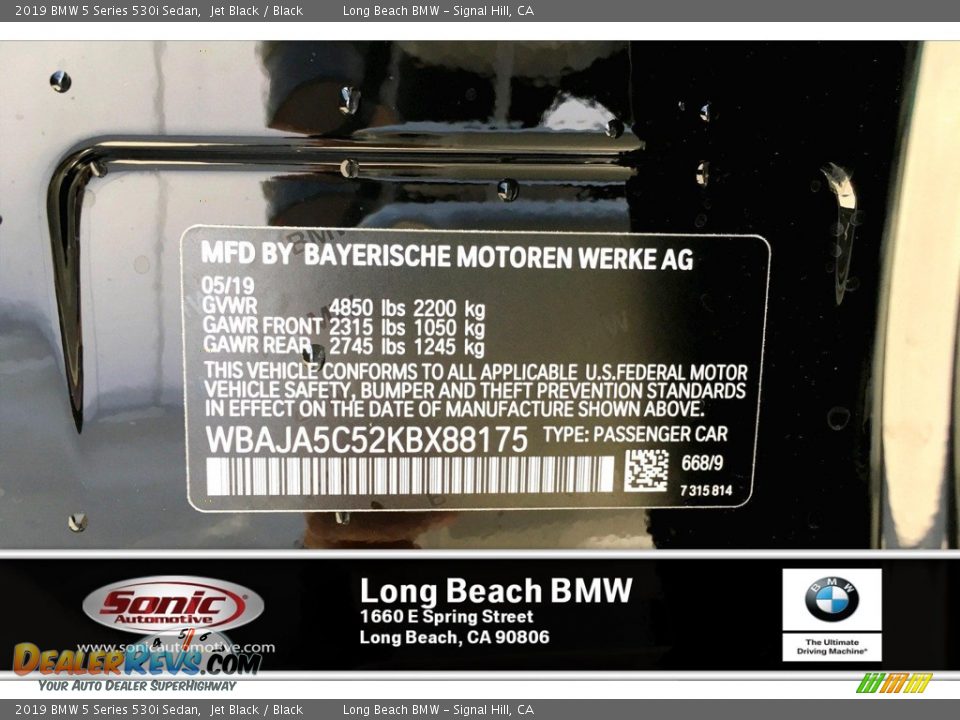 2019 BMW 5 Series 530i Sedan, Jet Black / Black Long Beach BMW - Signal Hill, CA
MFD BY BAYERISCHE MOTOREN WERKE AG
05/19
GVWR 4850 lbs 2200 kg
GAWR FRONT 2315 lbs 1050 kg
GAWR REAR 2745 lbs 1245 kg
THIS VEHICLE CONFORMS TO ALL APPLICABLE U.S.FEDERAL MOTOR
VEHICLE SAFETY, BUMPER AND THEFT PREVENTION STANDARDS
IN EFFECT ON THE DATE OF MANUFACTURE SHOWN ABOVE.
WBAJA5C52KBX88175 TYPE: PASSENGER CAR
668/9
7 315 814
Sonic
Automotive
www.sonicautomotive.com
Long Beach BMW
1660 E Spring Street
Long Beach, CA 90806
BMW
The Ultimate
Driving Machine®
4 5 6
DealerRevs.com
Your Auto Dealer SuperHighway
2019 BMW 5 Series 530i Sedan, Jet Black / Black Long Beach BMW - Signal Hill, CA